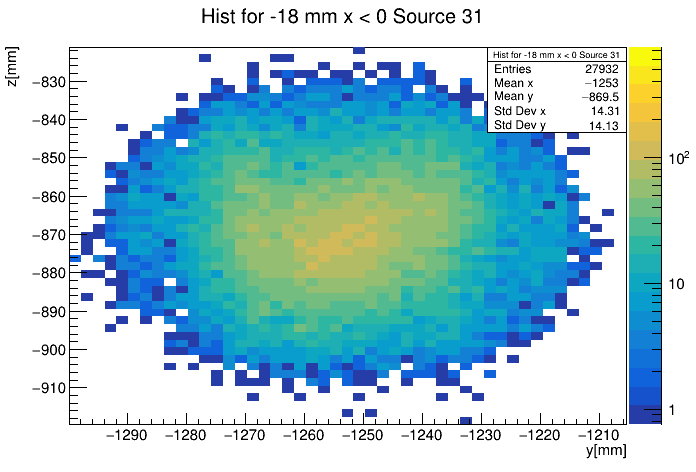 Hist for -18 mm x < 0 Source 31
z[mm]
Hist for -18 mm x < 0 Source 31
Entries 27932
Mean x −1253
Mean y −869.5
Std Dev x 14.31
Std Dev y 14.13
−830
−840
−850
−860
−870
−880
−890
−900
−910
10²
10
1
−1290 −1280 −1270 −1260 −1250 −1240 −1230 −1220 −1210
y[mm]